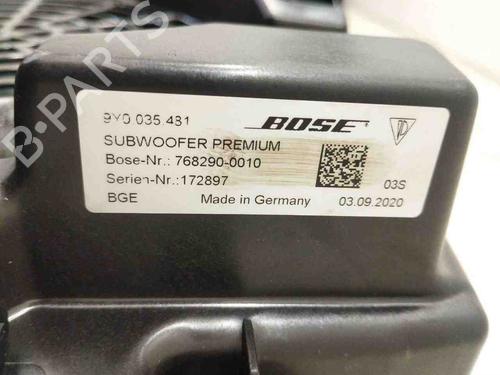 B-PARTS
9Y0 035 481
BOSE
SUBWOOFER PREMIUM
Bose-Nr.: 768290-0010
Serien-Nr.:172897
03S
BGE Made in Germany 03.09.2020